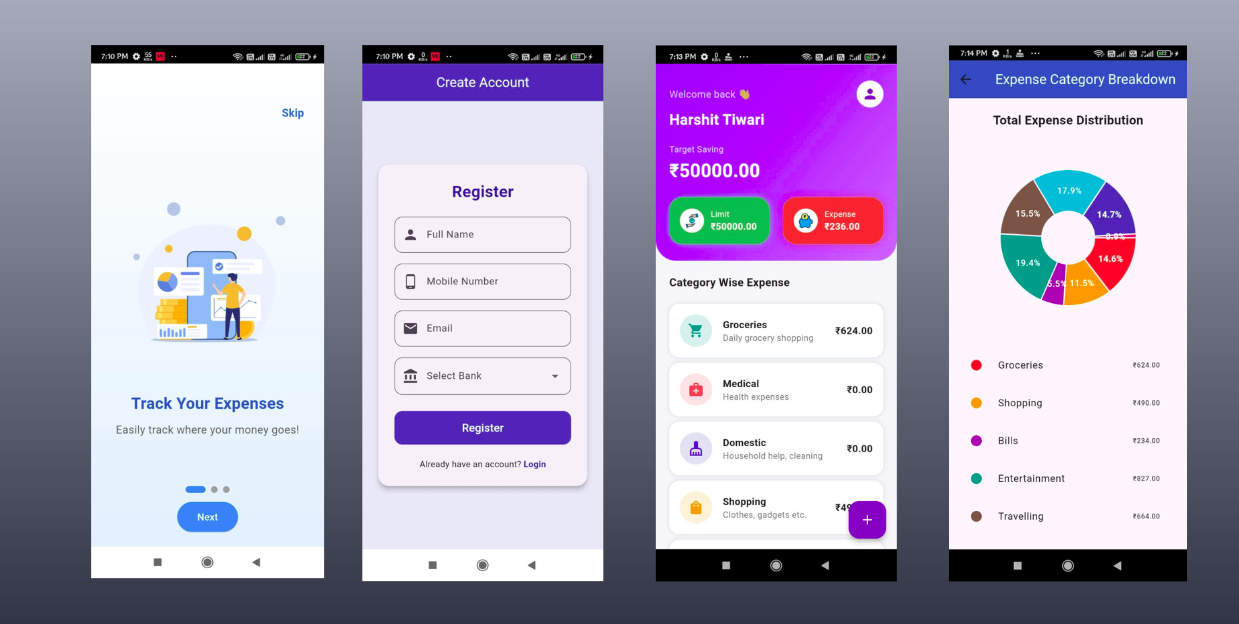 7:10 PM
Skip
Track Your Expenses
Easily track where your money goes!
Next
7:10 PM
Create Account
Register
Full Name
Mobile Number
Email
Select Bank
Register
Already have an account? Login
7:13 PM
Welcome back
Harshit Tiwari
Target Saving
₹50000.00
Limit
₹50000.00
Expense
₹236.00
Category Wise Expense
Groceries
Daily grocery shopping
₹624.00
Medical
Health expenses
₹0.00
Domestic
Household help, cleaning
₹0.00
Shopping
Clothes, gadgets etc.
7:14 PM
Expense Category Breakdown
Total Expense Distribution
17.9%
15.5%
14.7%
19.4%
14.6%
11.5%
Groceries
₹624.00
Shopping
₹490.00
Bills
₹234.00
Entertainment
₹827.00
Travelling
₹664.00